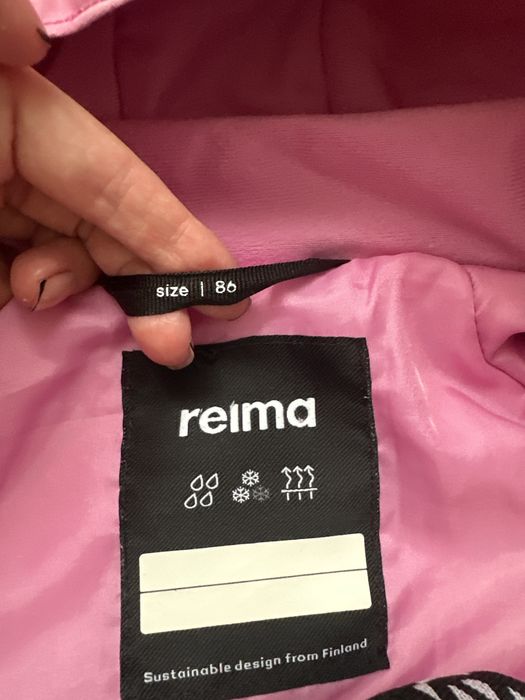 size | 86
reima
Sustainable design from Finland